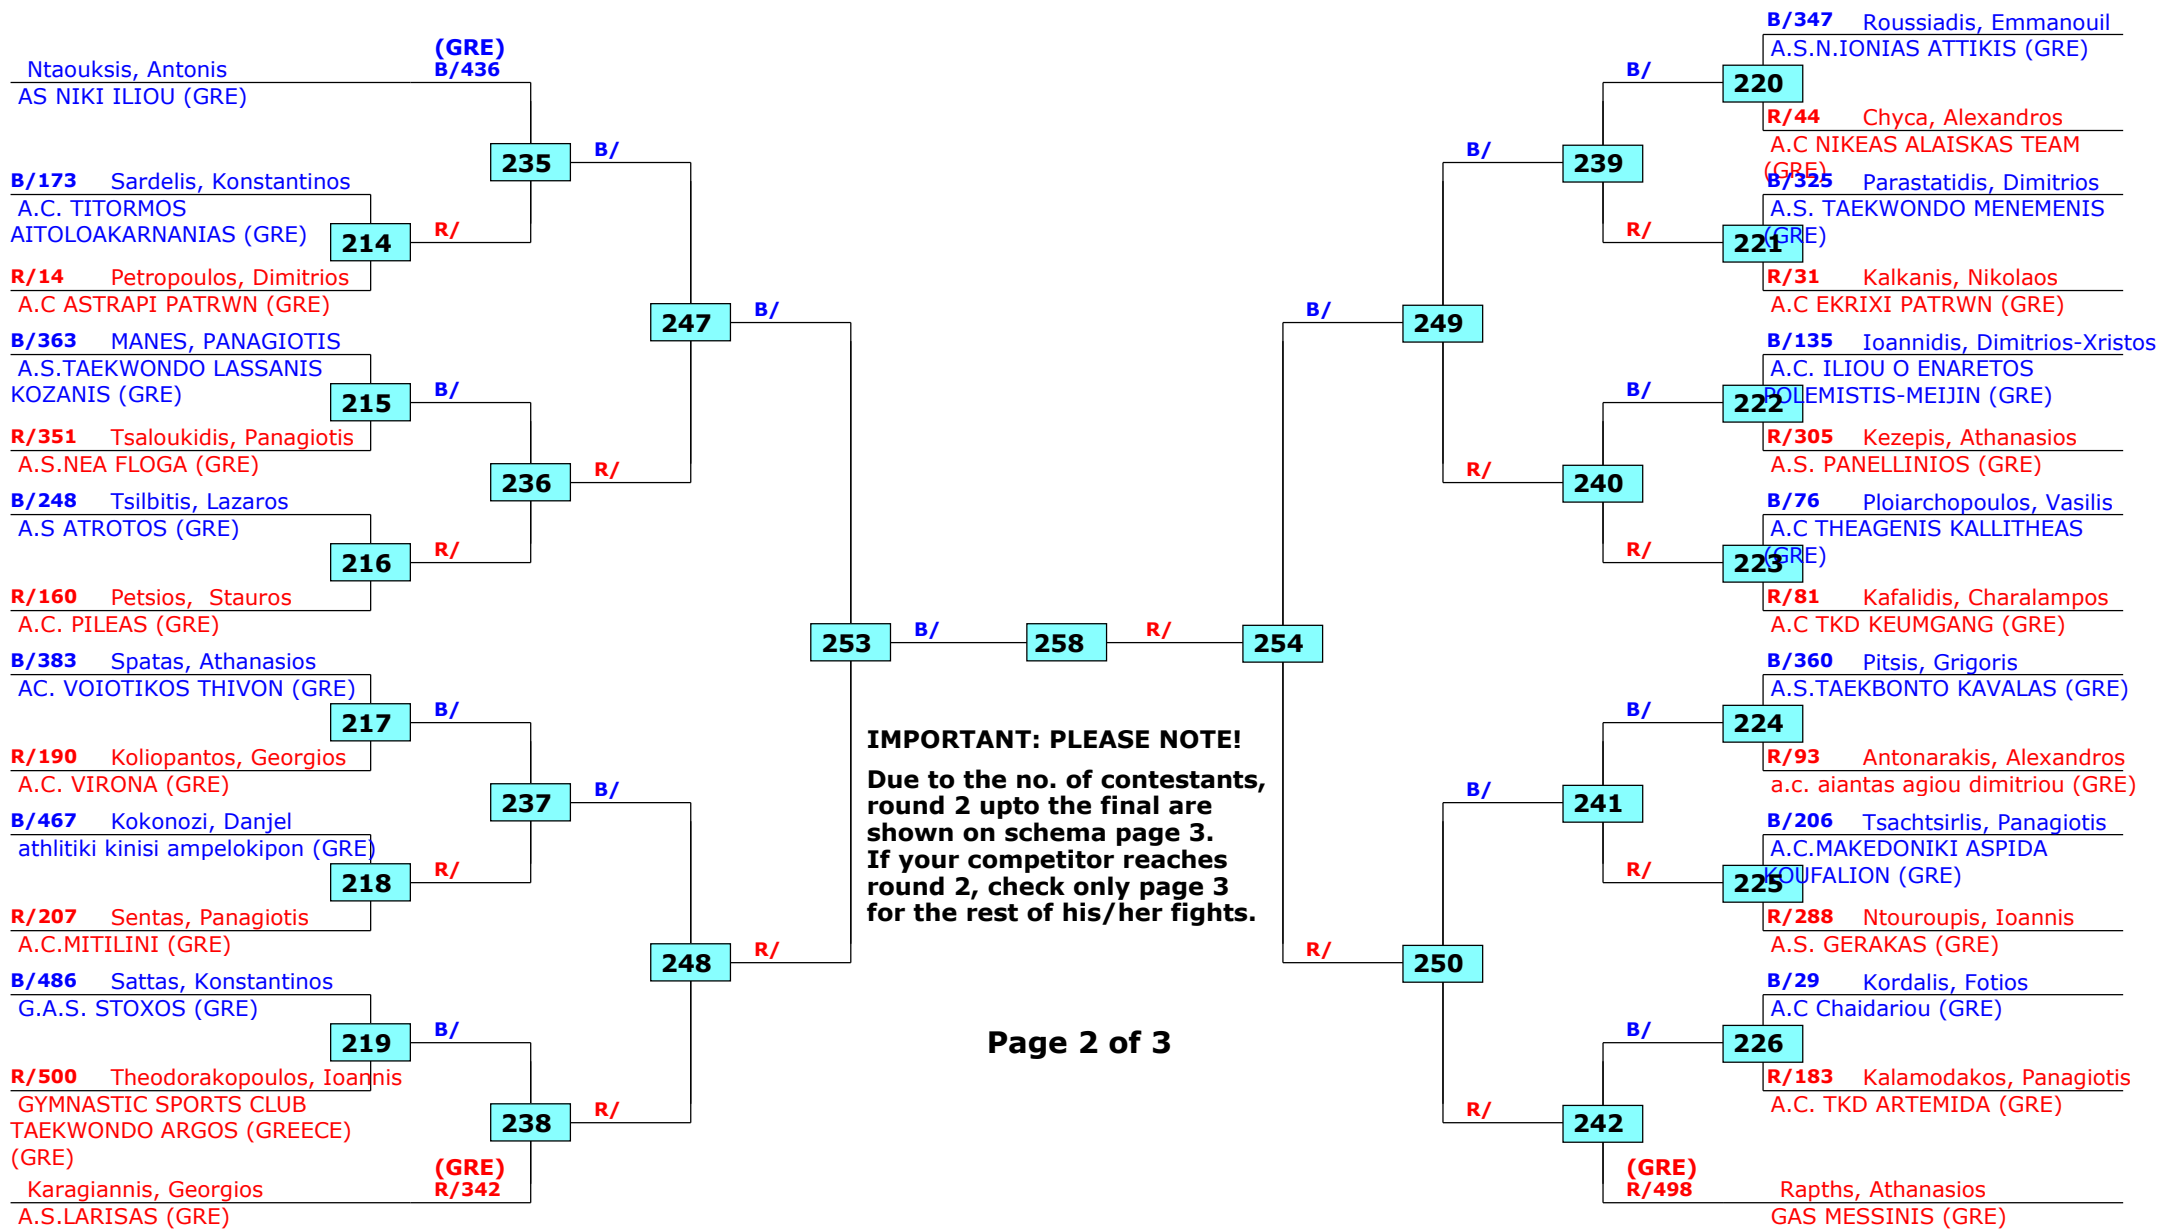 (GRE)
Ntaouksis, Antonis B/436
AS NIKI ILIOU (GRE)
235
B/
B/173 Sardelis, Konstantinos
A.C. TITORMOS
AITOLOAKARNANIAS (GRE)
214
R/
R/14 Petropoulos, Dimitrios
A.C ASTRAPI PATRWN (GRE)
247
B/
B/363 MANES, PANAGIOTIS
A.S.TAEKWONDO LASSANIS
KOZANIS (GRE)
215
B/
R/351 Tsaloukidis, Panagiotis
A.S.NEA FLOGA (GRE)
236
R/
B/248 Tsilbitis, Lazaros
A.S ATROTOS (GRE)
216
R/
R/160 Petsios, Stauros
A.C. PILEAS (GRE)
253
B/
258
R/
254
B/383 Spatas, Athanasios
AC. VOIOTIKOS THIVON (GRE)
217
B/
R/190 Koliopantos, Georgios
A.C. VIRONA (GRE)
237
B/
B/467 Kokonozi, Danjel
athlitiki kinisi ampelokipon (GRE)
218
R/
R/207 Sentas, Panagiotis
A.C.MITILINI (GRE)
248
R/
B/486 Sattas, Konstantinos
G.A.S. STOXOS (GRE)
219
B/
R/500 Theodorakopoulos, Ioannis
GYMNASTIC SPORTS CLUB
TAEKWONDO ARGOS (GREECE)
(GRE)
238
R/
(GRE)
Karagiannis, Georgios R/342
A.S.LARISAS (GRE)
IMPORTANT: PLEASE NOTE!
Due to the no. of contestants,
round 2 upto the final are
shown on schema page 3.
If your competitor reaches
round 2, check only page 3
for the rest of his/her fights.
Page 2 of 3
B/347 Roussiadis, Emmanouil
A.S.N.IONIAS ATTIKIS (GRE)
B/
220
R/44 Chyca, Alexandros
A.C NIKEAS ALAISKAS TEAM
(GRE)
B/
239
B/325 Parastatidis, Dimitrios
A.S. TAEKWONDO MENEMENIS
(GRE)
R/
221
R/31 Kalkanis, Nikolaos
A.C EKRIXI PATRWN (GRE)
B/
249
B/135 Ioannidis, Dimitrios-Xristos
A.C. ILIOU O ENARETOS
POLEMISTIS-MEIJIN (GRE)
B/
222
R/305 Kezepis, Athanasios
A.S. PANELLINIOS (GRE)
R/
240
B/76 Ploiarchopoulos, Vasilis
A.C THEAGENIS KALLITHEAS
(GRE)
R/
223
R/81 Kafalidis, Charalampos
A.C TKD KEUMGANG (GRE)
B/360 Pitsis, Grigoris
A.S.TAEKBONTO KAVALAS (GRE)
B/
224
R/93 Antonarakis, Alexandros
a.c. aiantas agiou dimitriou (GRE)
B/
241
B/206 Tsachtsirlis, Panagiotis
A.C.MAKEDONIKI ASPIDA
KOUFALION (GRE)
R/
225
R/288 Ntouroupis, Ioannis
A.S. GERAKAS (GRE)
R/
250
B/29 Kordalis, Fotios
A.C Chaidariou (GRE)
B/
226
R/183 Kalamodakos, Panagiotis
A.C. TKD ARTEMIDA (GRE)
R/
242
(GRE)
R/498 Rapths, Athanasios
GAS MESSINIS (GRE)